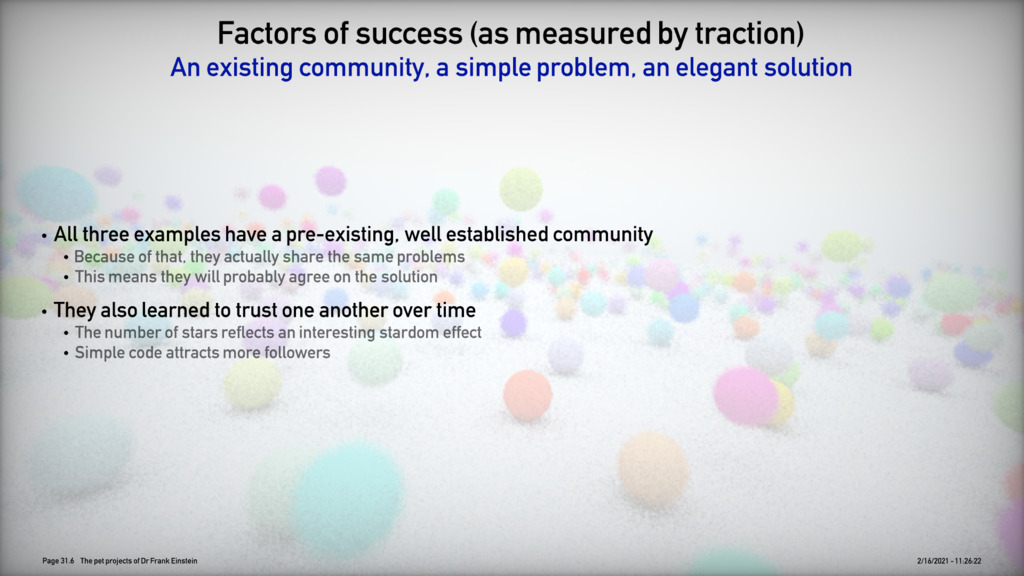 Factors of success (as measured by traction)
An existing community, a simple problem, an elegant solution
• All three examples have a pre-existing, well established community
• Because of that, they actually share the same problems
• This means they will probably agree on the solution
• They also learned to trust one another over time
• The number of stars reflects an interesting stardom effect
• Simple code attracts more followers
Page 31.6 The pet projects of Dr Frank Einstein
2/16/2021 - 11:26:22